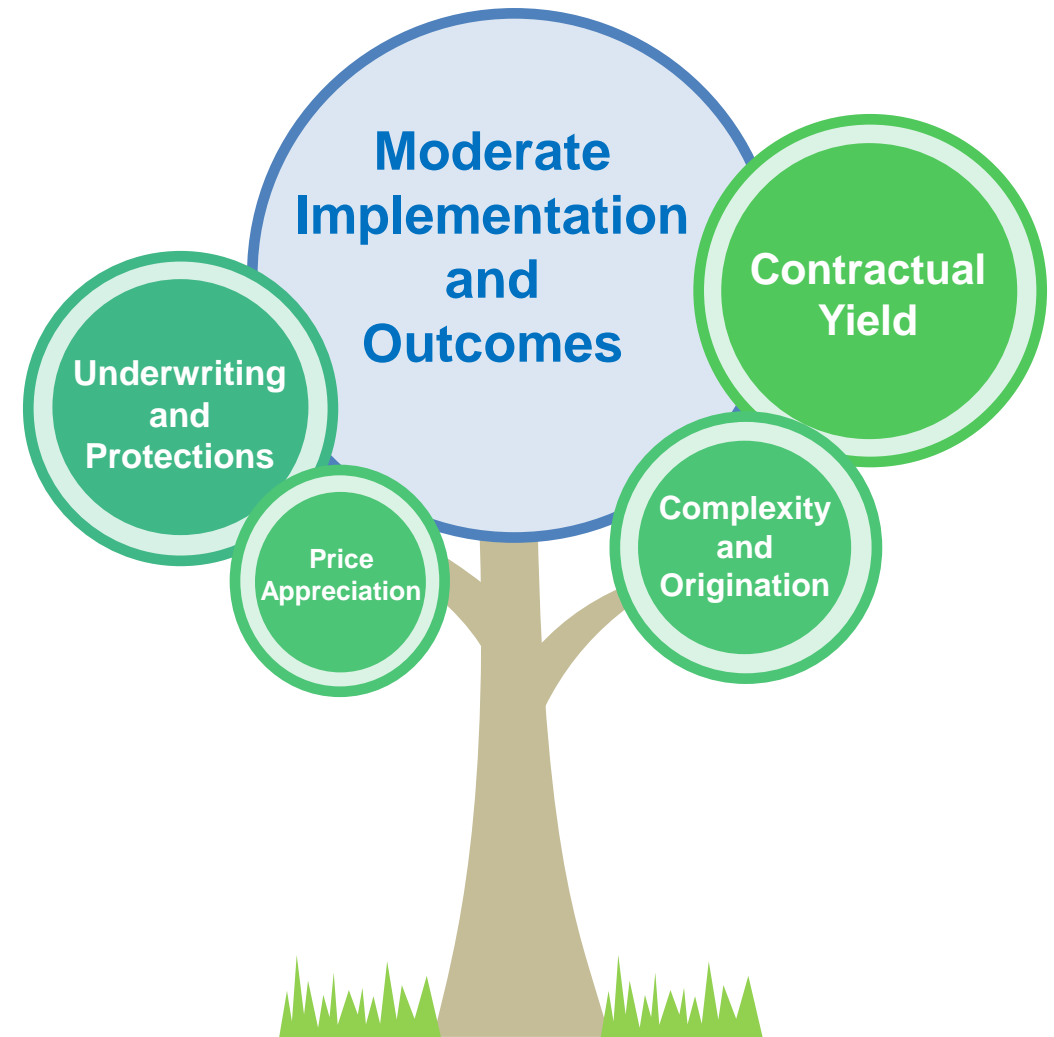 Moderate
Implementation
and
Outcomes
Contractual
Yield
Underwriting
and
Protections
Complexity
and
Origination
Price
Appreciation